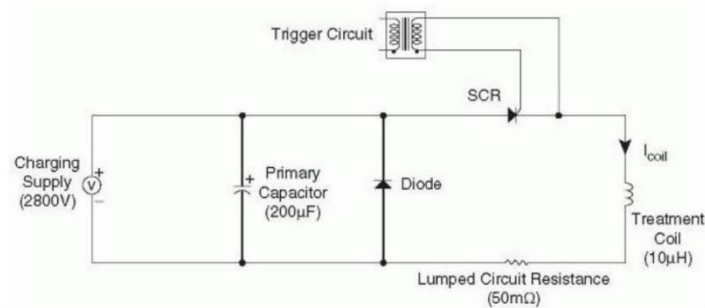 Trigger Circuit
SCR
Charging
Supply
(2800V)
V
+
−
+
Primary
Capacitor
(200μF)
Diode
Icoil
Treatment
Coil
(10μH)
Lumped Circuit Resistance
(50mΩ)